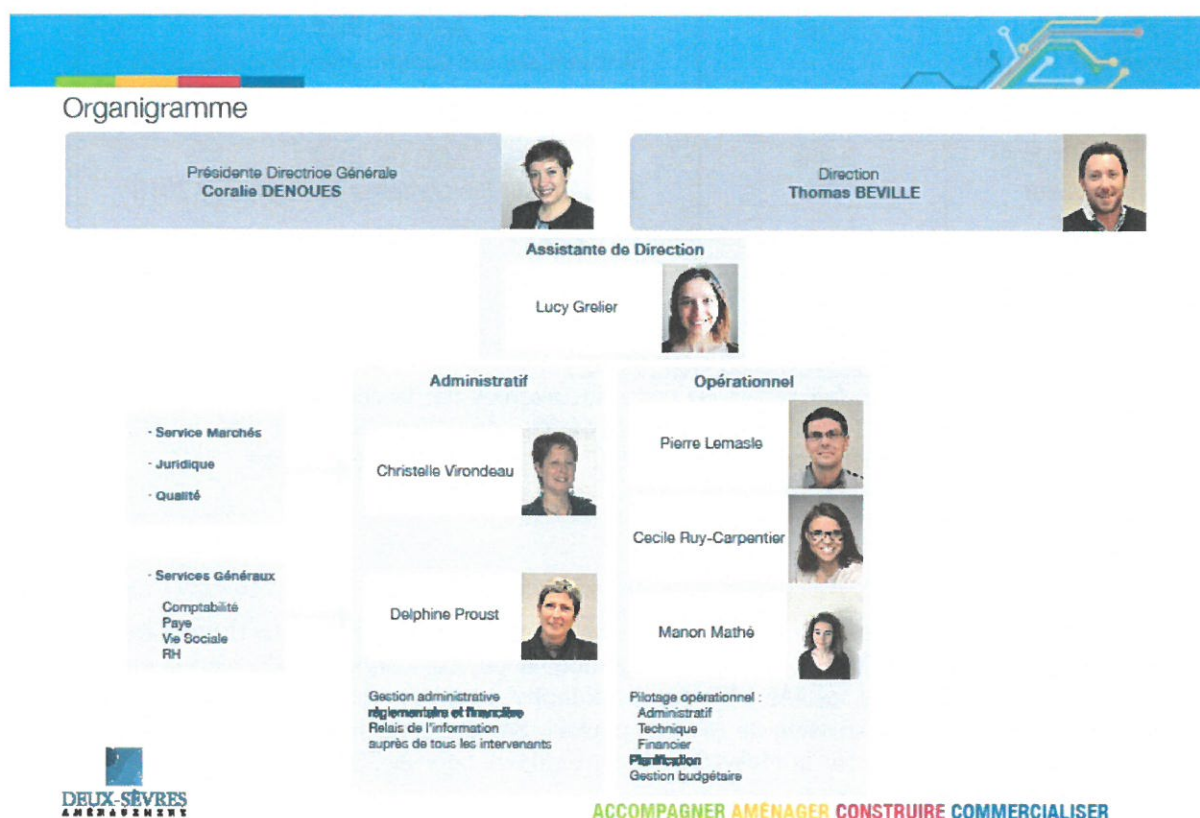 Organigramme
Présidente Directrice Générale
Coralie DENOUES
Direction
Thomas BEVILLE
Assistante de Direction
Lucy Grelier
Administratif
Opérationnel
· Service Marchés
· Juridique
· Qualité
Christelle Virondeau
Pierre Lemasle
Cecile Ruy-Carpentier
· Services Généraux
Comptabilité
Paye
Vie Sociale
RH
Delphine Proust
Manon Mathé
Gestion administrative
réglementaire et financière
Relais de l'information
auprès de tous les intervenants
Pilotage opérationnel :
Administratif
Technique
Financier
Planification
Gestion budgétaire
DEUX-SÈVRES
AMÉNAGEMENT
ACCOMPAGNER AMÉNAGER CONSTRUIRE COMMERCIALISER